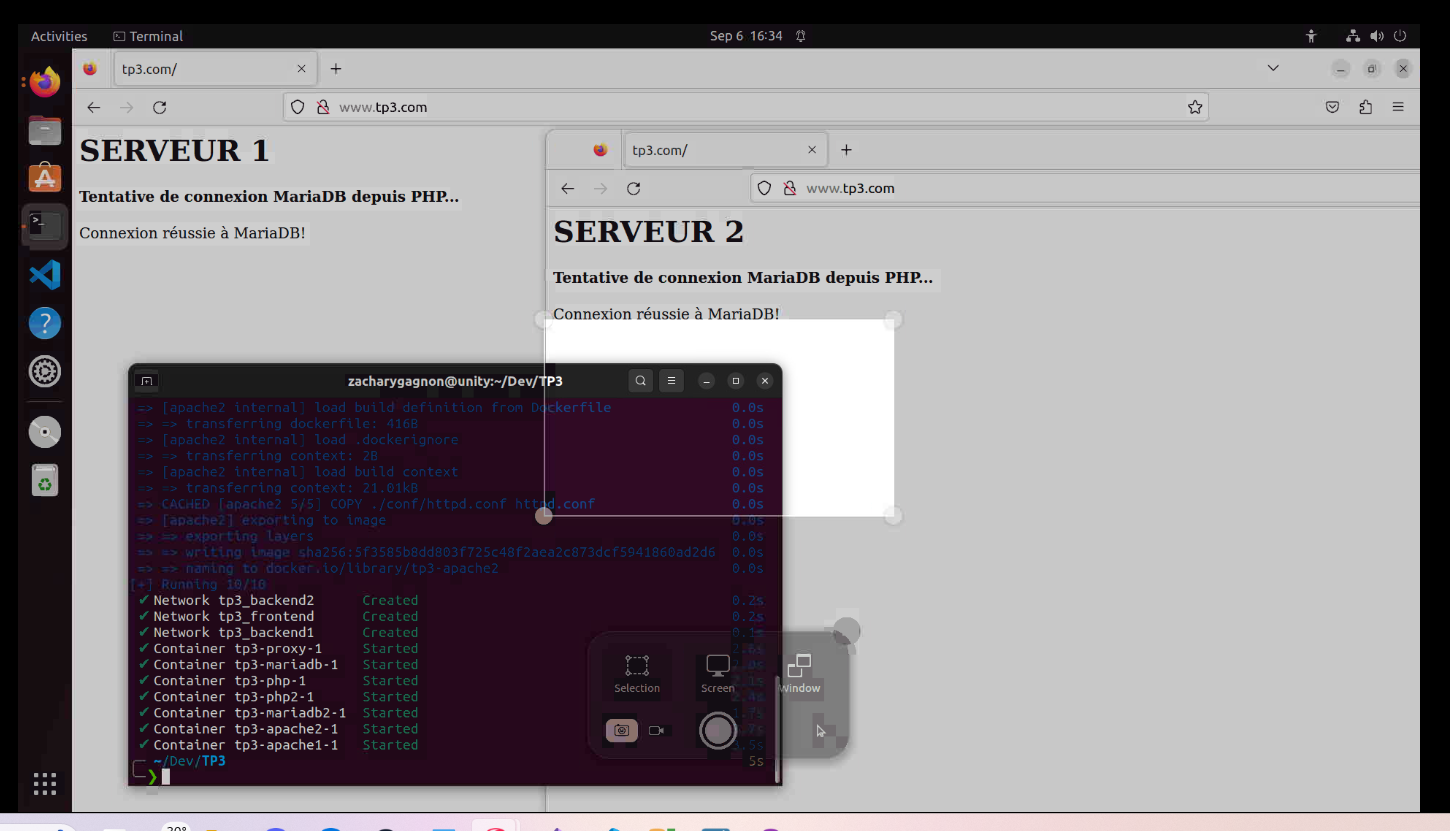 Activities Terminal Sep 6 16:34
tp3.com/
www.tp3.com
SERVEUR 1
Tentative de connexion MariaDB depuis PHP...
Connexion réussie à MariaDB!
tp3.com/
www.tp3.com
SERVEUR 2
Tentative de connexion MariaDB depuis PHP...
Connexion réussie à MariaDB!
zacharygagnon@unity:~/Dev/TP3
=> [apache2 internal] load build definition from Dockerfile 0.0s
=> => transferring dockerfile: 416B 0.0s
=> [apache2 internal] load .dockerignore 0.0s
=> => transferring context: 2B 0.0s
=> [apache2 internal] load build context 0.0s
=> => transferring context: 21.01kB 0.0s
=> CACHED [apache2 5/5] COPY ./conf/httpd.conf httpd.conf 0.0s
=> [apache2] exporting to image 0.0s
=> => exporting layers 0.0s
=> => writing image sha256:5f3585b8dd803f725c48f2aea2c873dcf5941860ad2d6 0.0s
=> => naming to docker.io/library/tp3-apache2 0.0s
[+] Running 10/10
✔ Network tp3_backend2 Created 0.2s
✔ Network tp3_frontend Created 0.2s
✔ Network tp3_backend1 Created 0.1s
✔ Container tp3-proxy-1 Started
✔ Container tp3-mariadb-1 Started
✔ Container tp3-php-1 Started
✔ Container tp3-php2-1 Started
✔ Container tp3-mariadb2-1 Started
✔ Container tp3-apache2-1 Started
✔ Container tp3-apache1-1 Started
~/Dev/TP3 5s
❯
Selection Screen Window